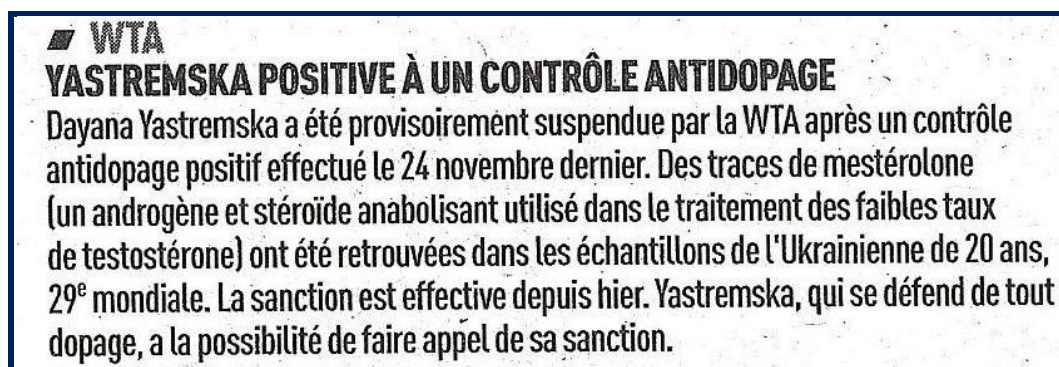 WTA
YASTREMSKA POSITIVE À UN CONTRÔLE ANTIDOPAGE
Dayana Yastremska a été provisoirement suspendue par la WTA après un contrôle
antidopage positif effectué le 24 novembre dernier. Des traces de mestérolone
(un androgène et stéroïde anabolisant utilisé dans le traitement des faibles taux
de testostérone) ont été retrouvées dans les échantillons de l'Ukrainienne de 20 ans,
29e mondiale. La sanction est effective depuis hier. Yastremska, qui se défend de tout
dopage, a la possibilité de faire appel de sa sanction.